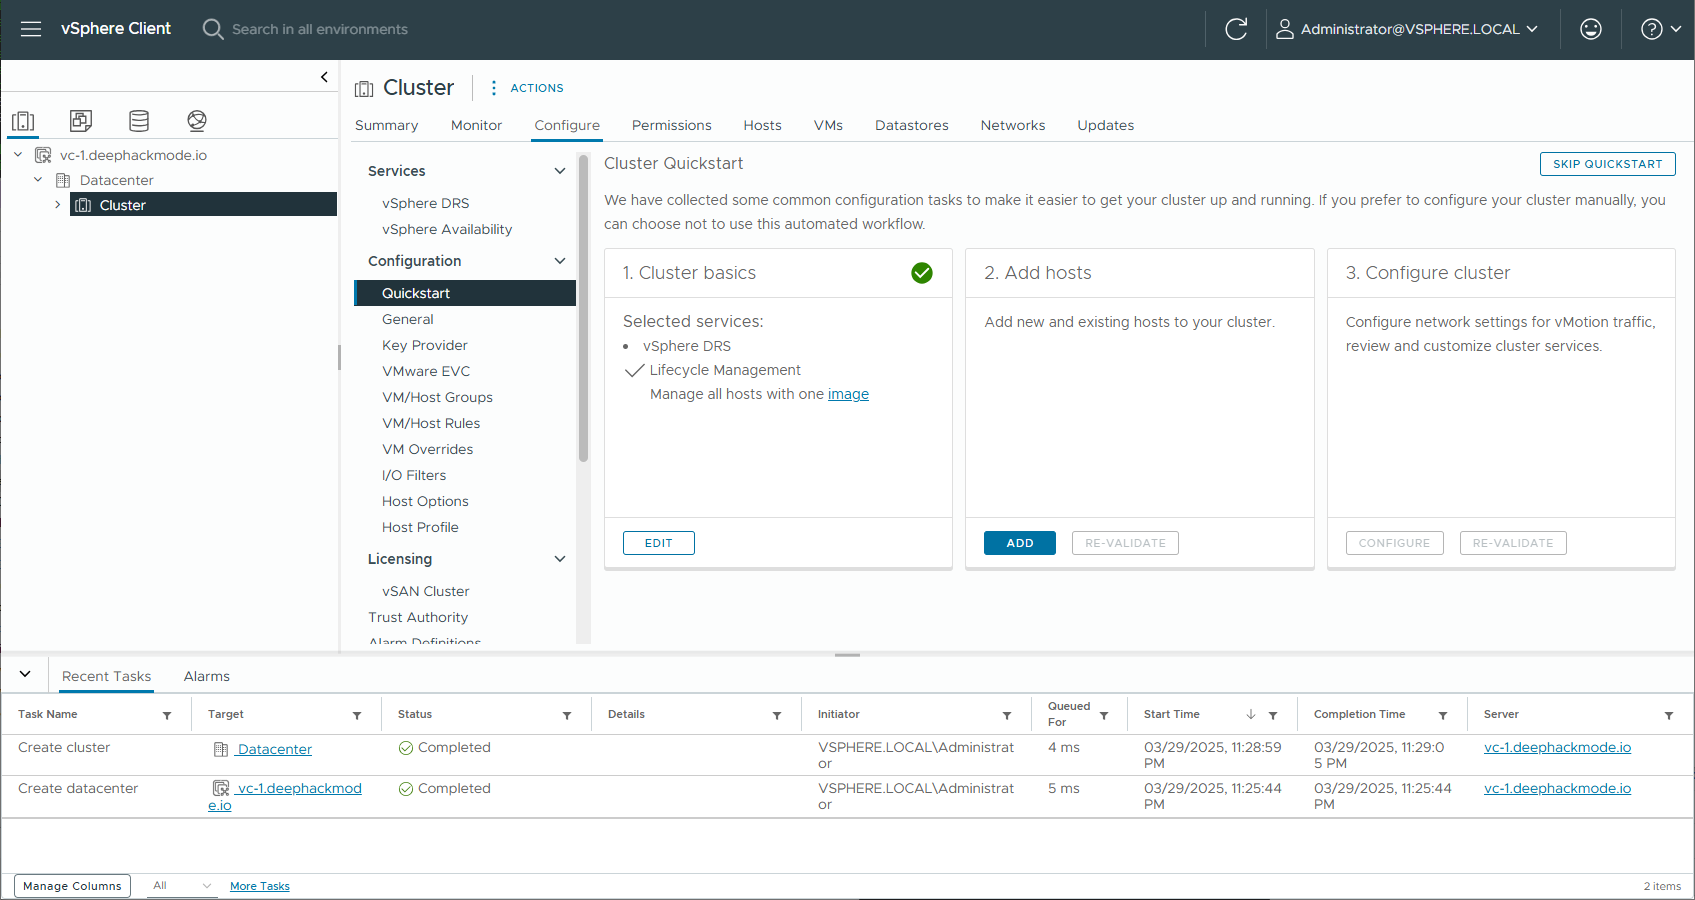 vSphere Client
Search in all environments
Administrator@VSPHERE.LOCAL
vc-1.deephackmode.io
Datacenter
Cluster
Cluster
ACTIONS
Summary Monitor Configure Permissions Hosts VMs Datastores Networks Updates
Services
vSphere DRS
vSphere Availability
Configuration
Quickstart
General
Key Provider
VMware EVC
VM/Host Groups
VM/Host Rules
VM Overrides
I/O Filters
Host Options
Host Profile
Licensing
vSAN Cluster
Trust Authority
Alarm Definitions
Cluster Quickstart
SKIP QUICKSTART
We have collected some common configuration tasks to make it easier to get your cluster up and running. If you prefer to configure your cluster manually, you
can choose not to use this automated workflow.
1. Cluster basics
Selected services:
• vSphere DRS
Lifecycle Management
Manage all hosts with one image
EDIT
2. Add hosts
Add new and existing hosts to your cluster.
ADD RE-VALIDATE
3. Configure cluster
Configure network settings for vMotion traffic,
review and customize cluster services.
CONFIGURE RE-VALIDATE
Recent Tasks Alarms
Task Name Target Status Details Initiator Queued For Start Time Completion Time Server
Create cluster Datacenter Completed VSPHERE.LOCAL\Administrat 4 ms 03/29/2025, 11:28:59 03/29/2025, 11:29:0 vc-1.deephackmode.io
or PM 5 PM
Create datacenter vc-1.deephackmod Completed VSPHERE.LOCAL\Administrat 5 ms 03/29/2025, 11:25:44 03/29/2025, 11:25:44 vc-1.deephackmode.io
e.io or PM PM
Manage Columns All More Tasks 2 items